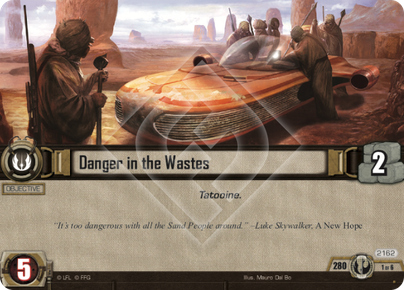 Danger in the Wastes
2
OBJECTIVE
Tatooine.
"It's too dangerous with all the Sand People around." –Luke Skywalker, A New Hope
2162
5
280
1 of 6
© LFL © FFG
Illus. Mauro Dal Bo